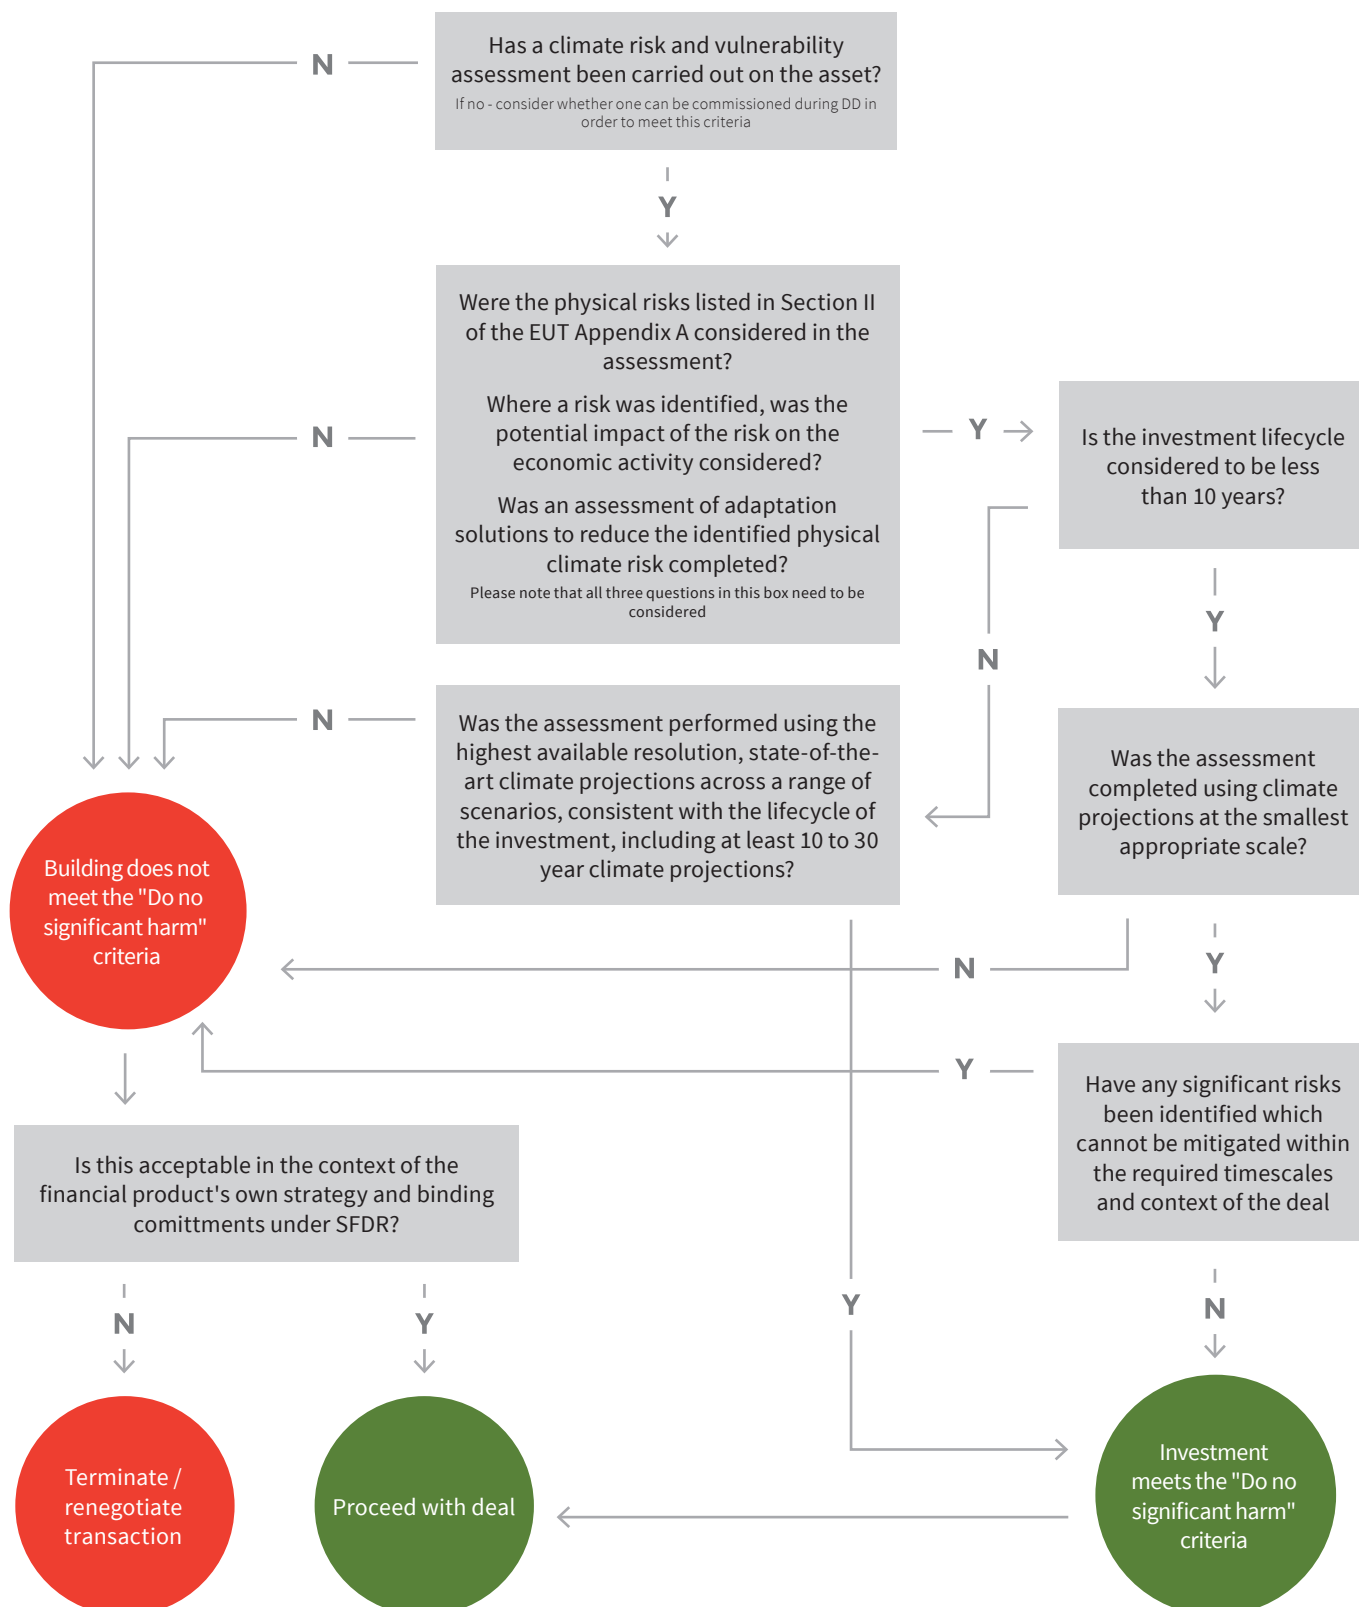 Has a climate risk and vulnerability
assessment been carried out on the asset?
If no - consider whether one can be commissioned during DD in
order to meet this criteria
N
Y
Were the physical risks listed in Section II
of the EUT Appendix A considered in the
assessment?
Where a risk was identified, was the
potential impact of the risk on the
economic activity considered?
Was an assessment of adaptation
solutions to reduce the identified physical
climate risk completed?
Please note that all three questions in this box need to be
considered
N
Y
Is the investment lifecycle
considered to be less
than 10 years?
Y
N
Was the assessment performed using the
highest available resolution, state-of-the-
art climate projections across a range of
scenarios, consistent with the lifecycle of
the investment, including at least 10 to 30
year climate projections?
N
Was the assessment
completed using climate
projections at the smallest
appropriate scale?
Building does not
meet the "Do no
significant harm"
criteria
N
Y
Y
Have any significant risks
been identified which
cannot be mitigated within
the required timescales
and context of the deal
Is this acceptable in the context of the
financial product's own strategy and binding
comittments under SFDR?
N
Y
Y
N
Terminate /
renegotiate
transaction
Proceed with deal
Investment
meets the "Do no
significant harm"
criteria